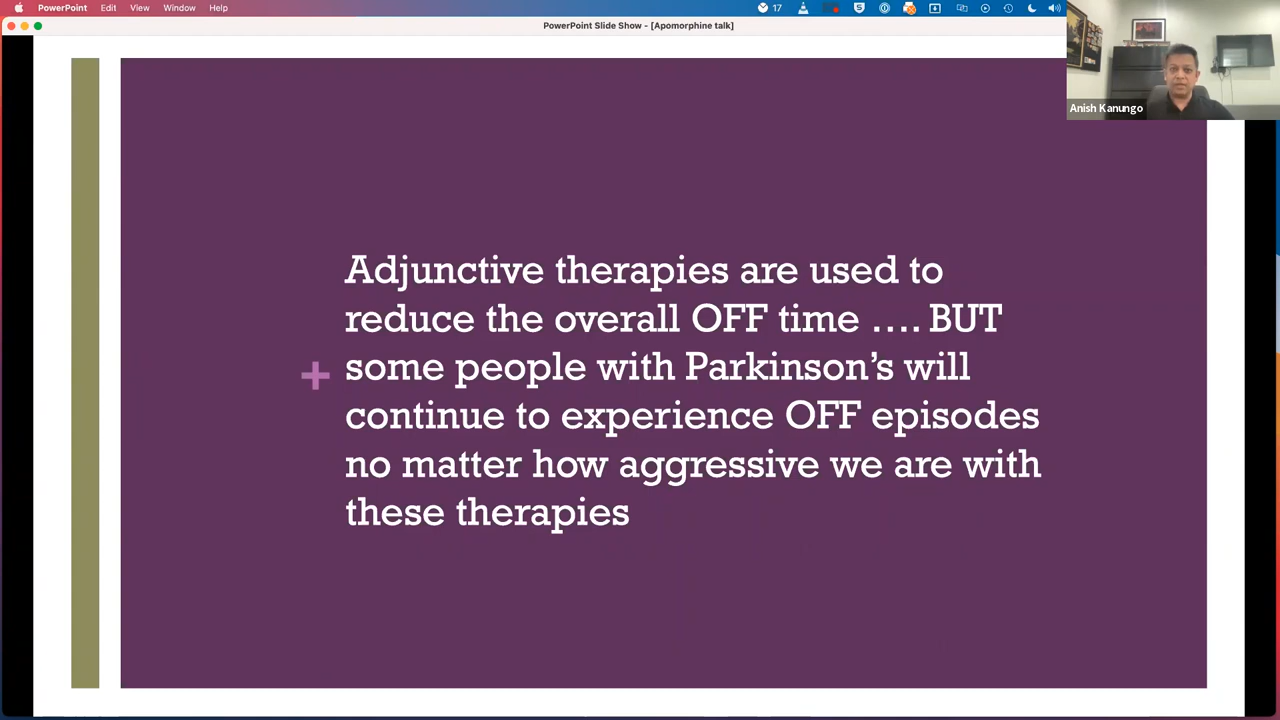 PowerPoint Edit View Window Help
17
PowerPoint Slide Show - [Apomorphine talk]
Anish Kanungo
Adjunctive therapies are used to
reduce the overall OFF time .... BUT
+ some people with Parkinson’s will
continue to experience OFF episodes
no matter how aggressive we are with
these therapies